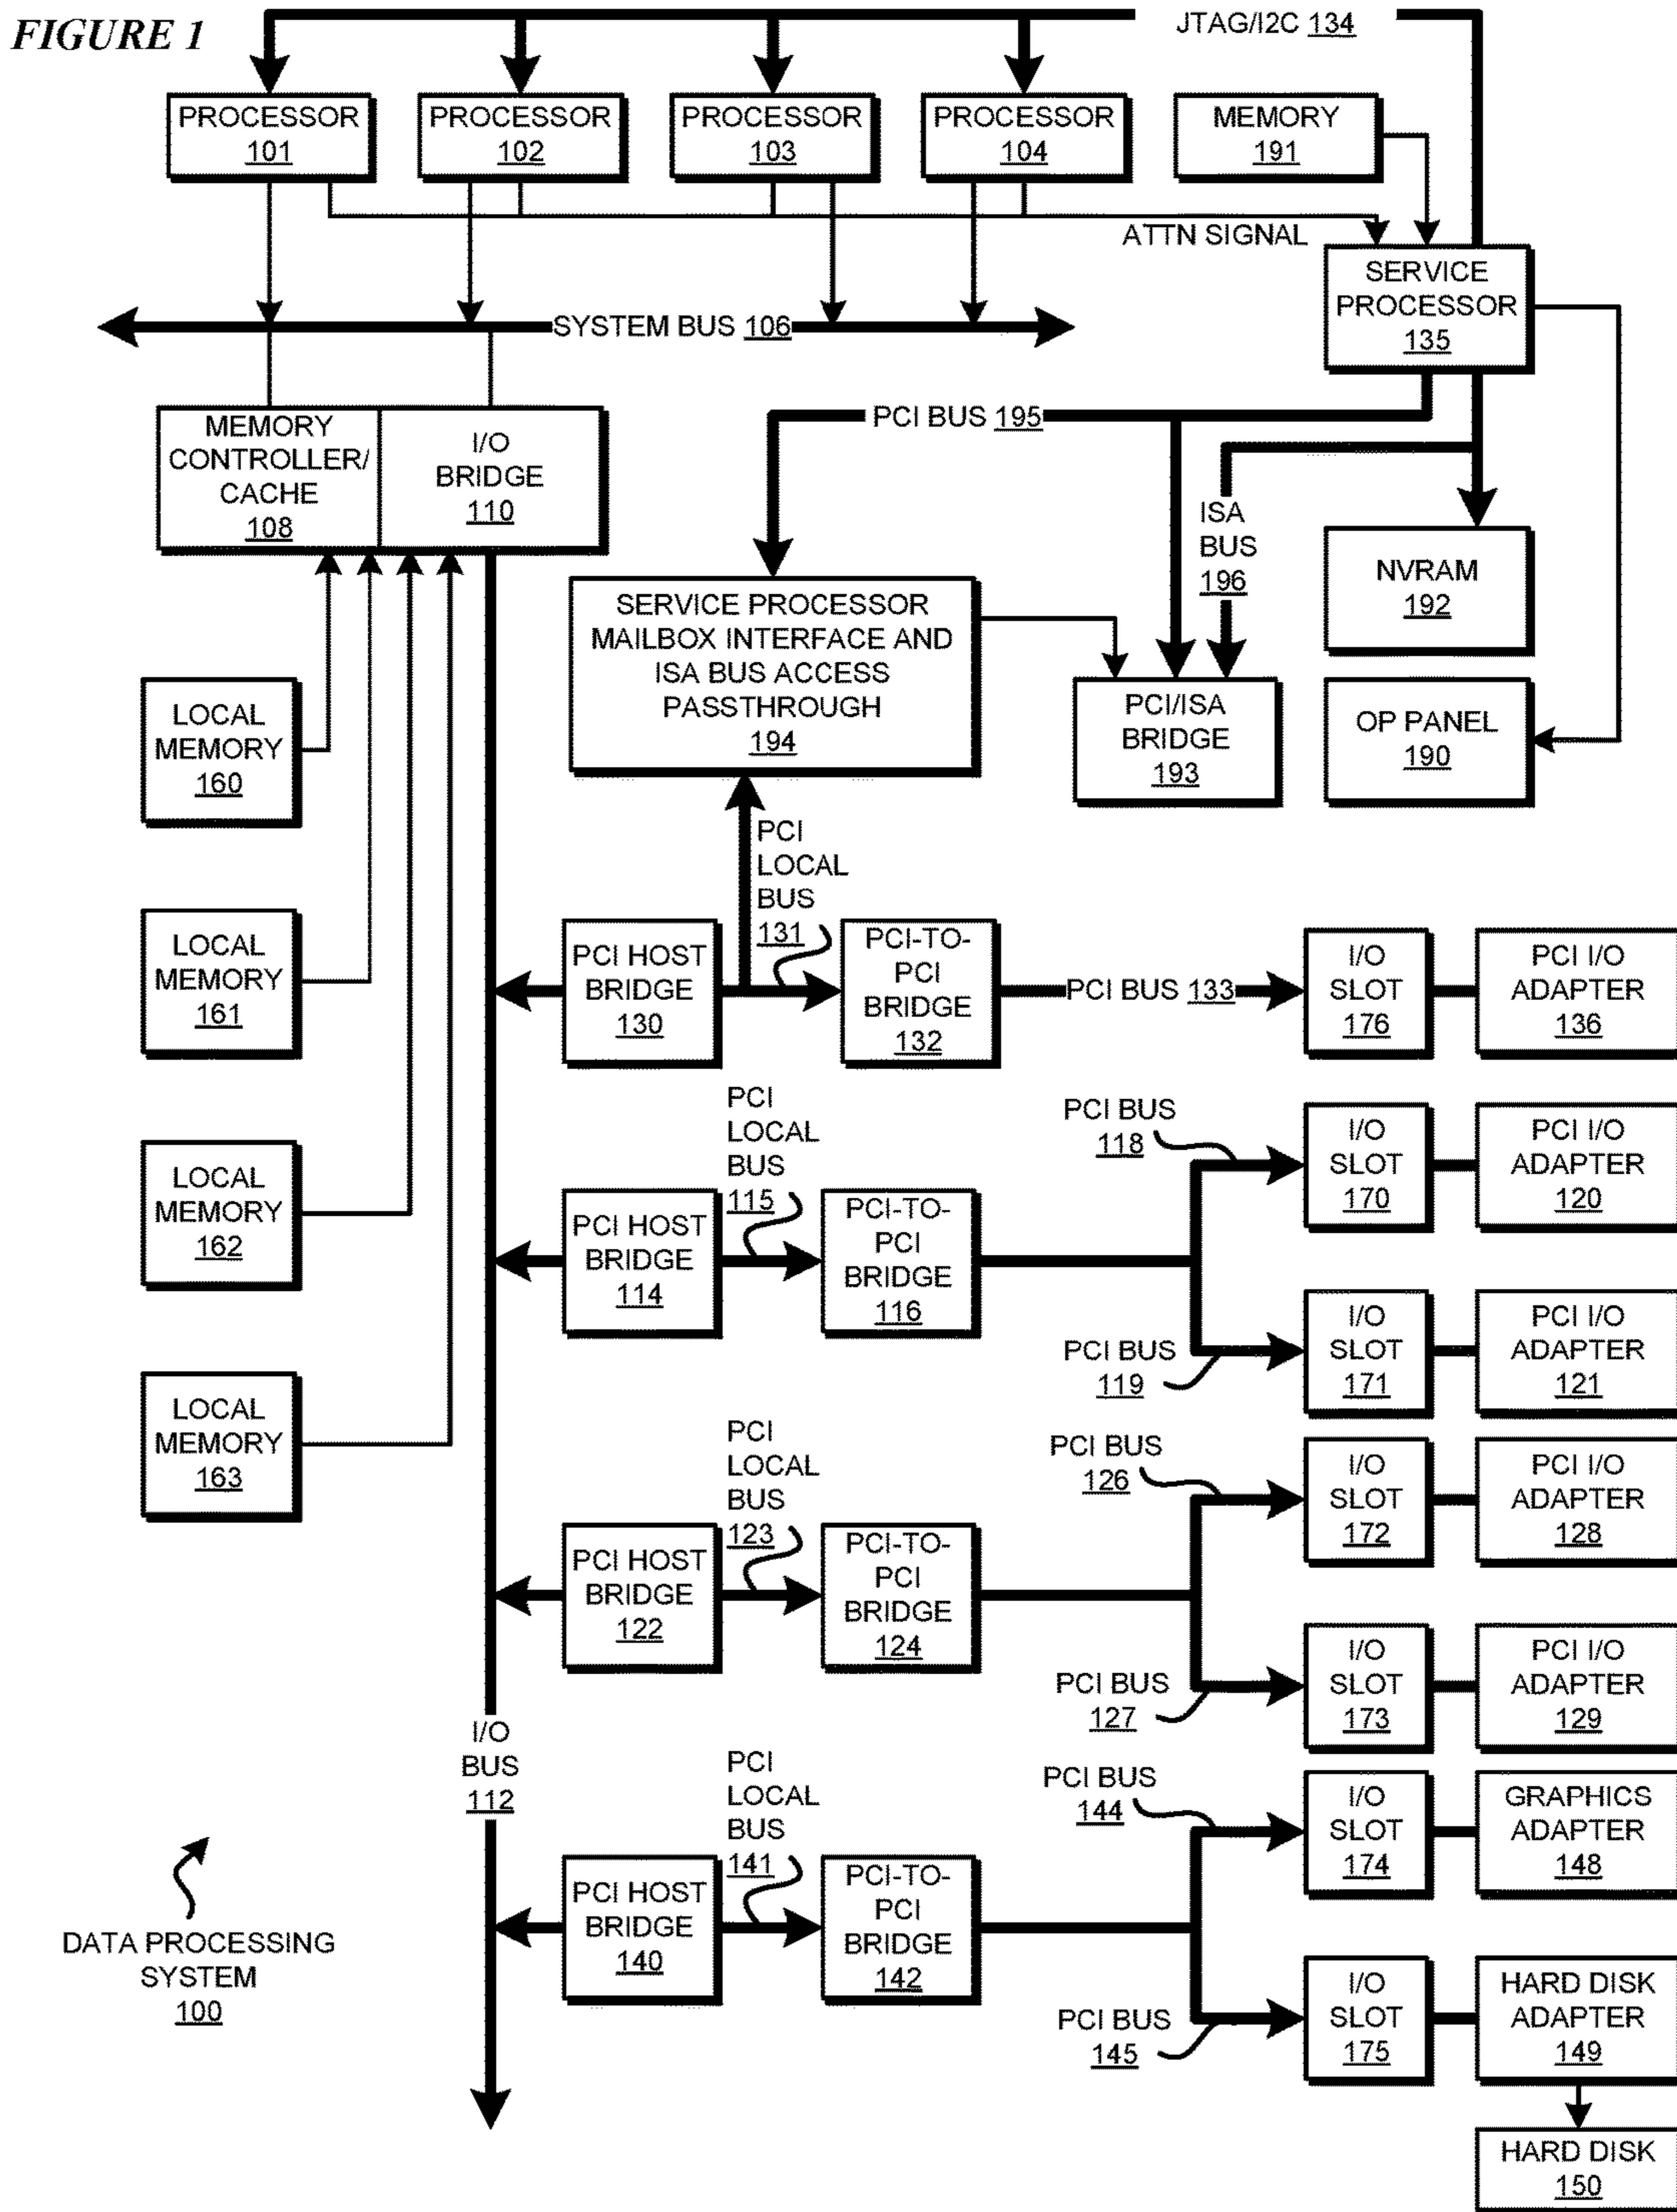 FIGURE 1
JTAG/I2C 134
PROCESSOR
101
PROCESSOR
102
PROCESSOR
103
PROCESSOR
104
MEMORY
191
ATTN SIGNAL
SERVICE
PROCESSOR
135
SYSTEM BUS 106
MEMORY
CONTROLLER/
CACHE
108
I/O
BRIDGE
110
PCI BUS 195
ISA
BUS
196
NVRAM
192
SERVICE PROCESSOR
MAILBOX INTERFACE AND
ISA BUS ACCESS
PASSTHROUGH
194
PCI/ISA
BRIDGE
193
OP PANEL
190
LOCAL
MEMORY
160
LOCAL
MEMORY
161
LOCAL
MEMORY
162
LOCAL
MEMORY
163
PCI HOST
BRIDGE
130
PCI
LOCAL
BUS
131
PCI-TO-
PCI
BRIDGE
132
PCI BUS 133
I/O
SLOT
176
PCI I/O
ADAPTER
136
PCI HOST
BRIDGE
114
PCI
LOCAL
BUS
115
PCI-TO-
PCI
BRIDGE
116
PCI BUS
118
I/O
SLOT
170
PCI I/O
ADAPTER
120
PCI BUS
119
I/O
SLOT
171
PCI I/O
ADAPTER
121
PCI HOST
BRIDGE
122
PCI
LOCAL
BUS
123
PCI-TO-
PCI
BRIDGE
124
PCI BUS
126
I/O
SLOT
172
PCI I/O
ADAPTER
128
PCI BUS
127
I/O
SLOT
173
PCI I/O
ADAPTER
129
I/O
BUS
112
PCI HOST
BRIDGE
140
PCI
LOCAL
BUS
141
PCI-TO-
PCI
BRIDGE
142
PCI BUS
144
I/O
SLOT
174
GRAPHICS
ADAPTER
148
PCI BUS
145
I/O
SLOT
175
HARD DISK
ADAPTER
149
HARD DISK
150
DATA PROCESSING
SYSTEM
100